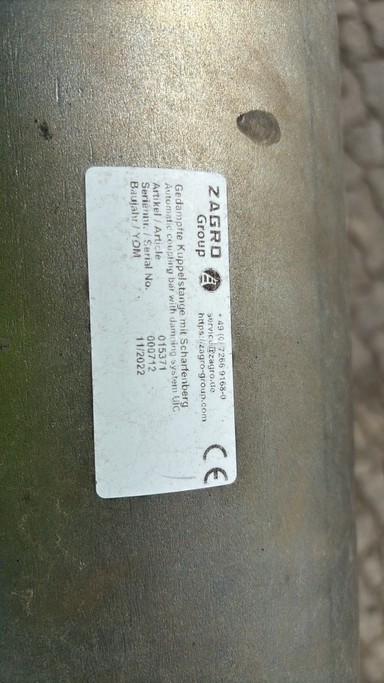 ZAGRO
Group
+49 (0) 7266 9168-0
service@zagro.de
https://zagro-group.com
CE
Gedämpfte Kuppelstange mit Scharfenberg
Automatic coupling bar with damping system UIC
Artikel / Article 015371
Seriennr. / Serial No. 000712
Baujahr / YOM 11/2022